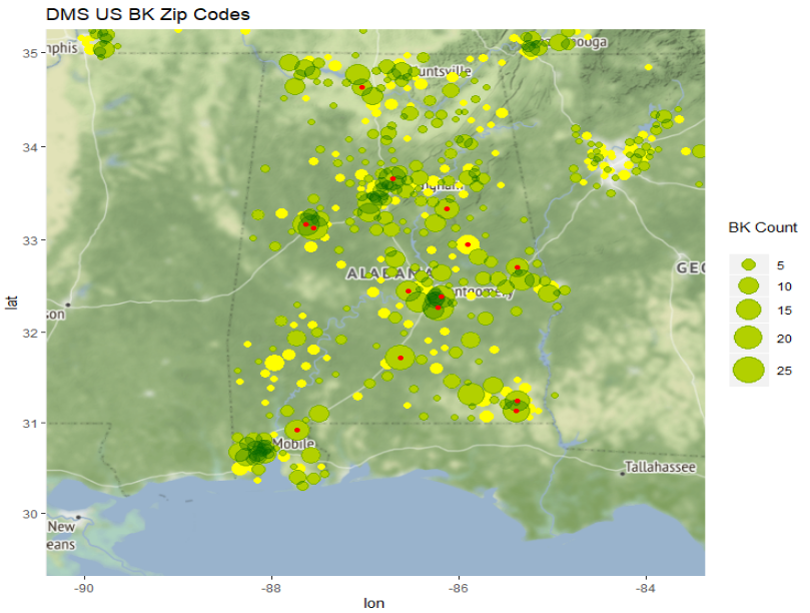 DMS US BK Zip Codes
35
34
33
32
31
30
lat
phis
ooga
untsville
ALABAMA
GEO
son
Mobile
Tallahassee
New
eans
-90
-88
-86
-84
lon
BK Count
5
10
15
20
25